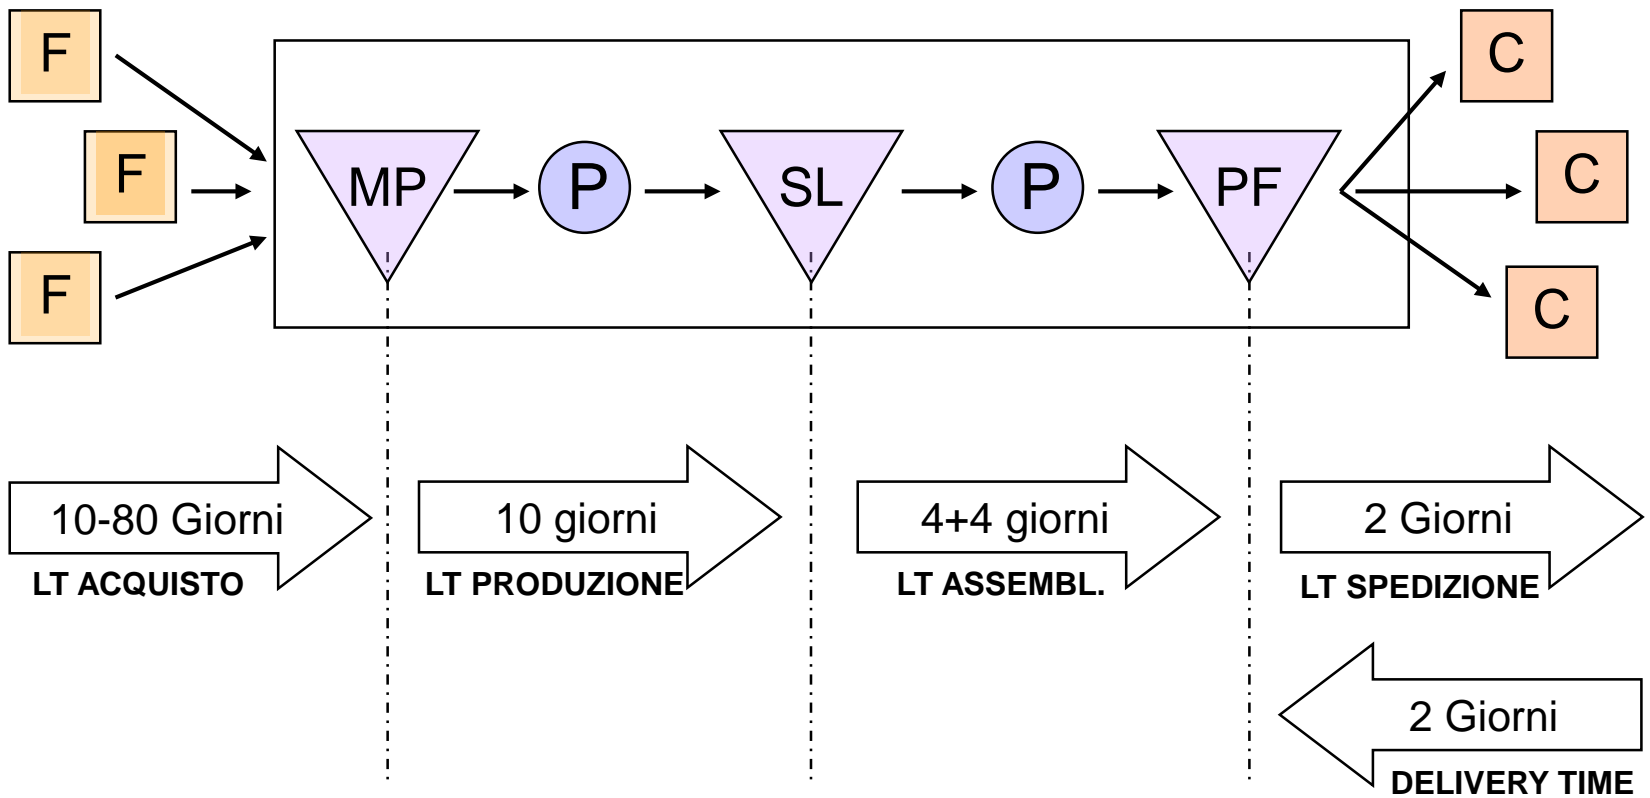 F
C
F
MP
P
SL
P
PF
C
F
C
10-80 Giorni
10 giorni
4+4 giorni
2 Giorni
LT ACQUISTO
LT PRODUZIONE
LT ASSEMBL.
LT SPEDIZIONE
2 Giorni
DELIVERY TIME